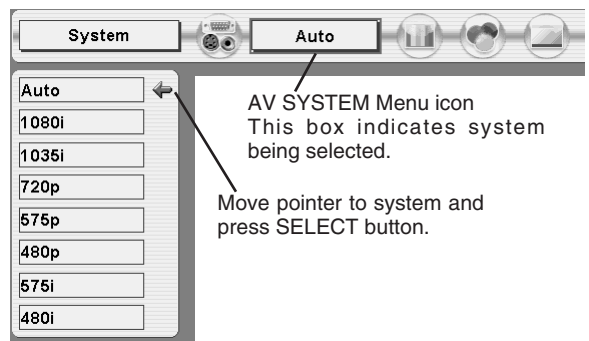 System
Auto
Auto
1080i
1035i
720p
575p
480p
575i
480i
AV SYSTEM Menu icon
This box indicates system
being selected.
Move pointer to system and
press SELECT button.